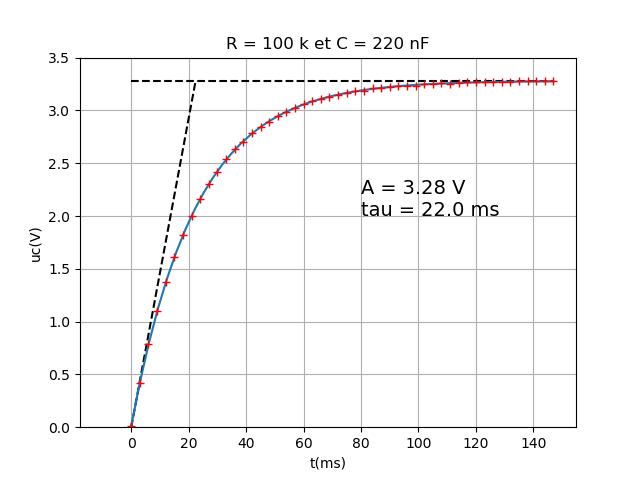 R = 100 k et C = 220 nF
3.5
3.0
2.5
2.0
1.5
1.0
0.5
0.0
uc(V)
A = 3.28 V
tau = 22.0 ms
0 20 40 60 80 100 120 140
t(ms)